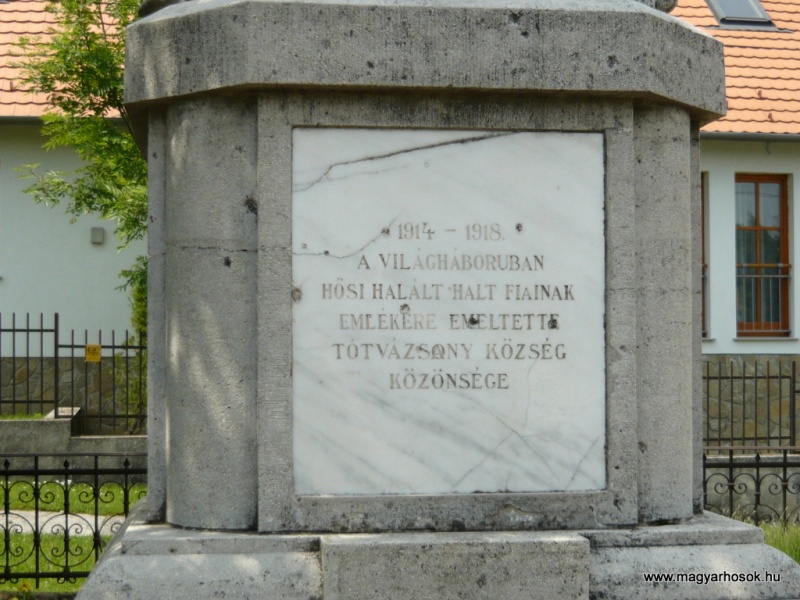 1914 - 1918.
A VILÁGHÁBORUBAN
HŐSI HALÁLT HALT FIAINAK
EMLÉKÉRE EMELTETTE
TÓTVÁZSONY KÖZSÉG
KÖZÖNSÉGE
www.magyarhosok.hu